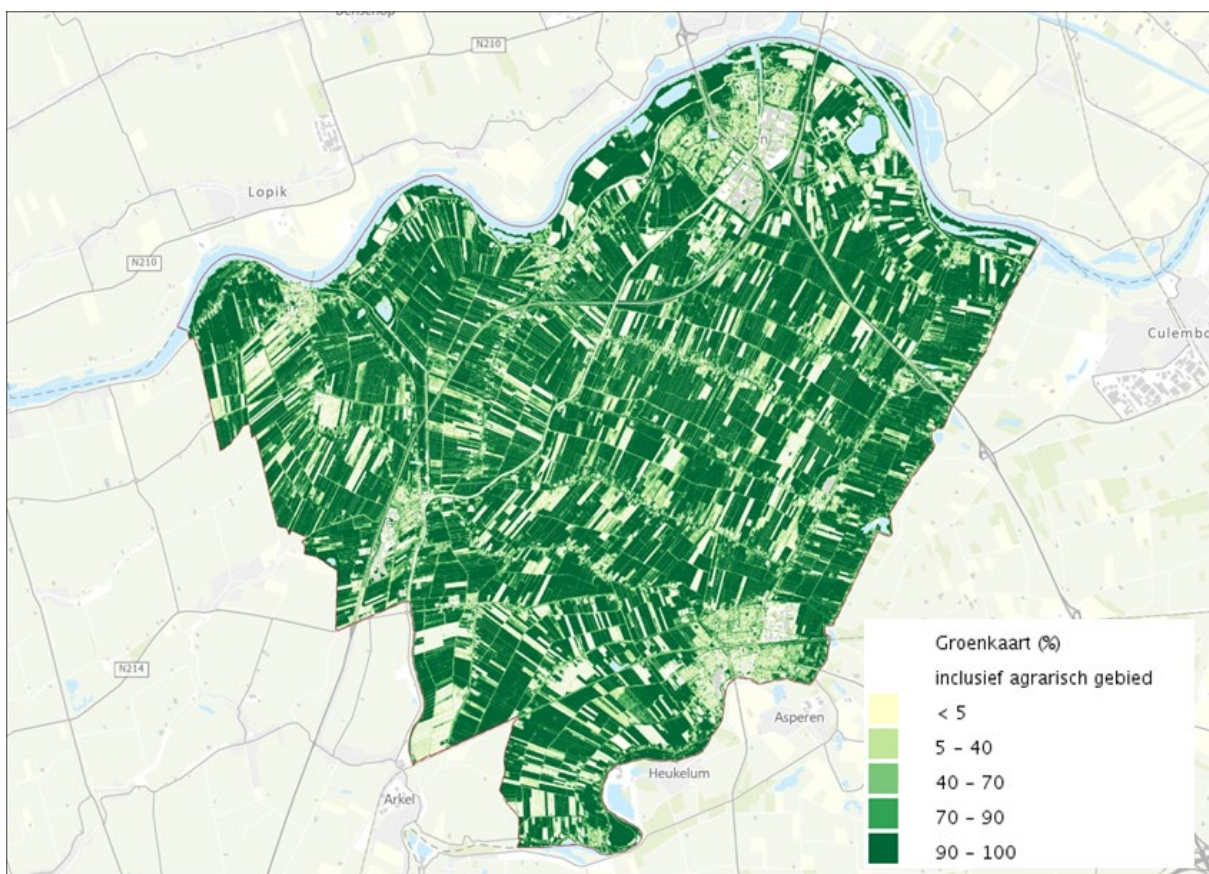 N210
Lopik
N210
Culembo
N214
Asperen
Heukelum
Arkel
Groenkaart (%)
inclusief agrarisch gebied
< 5
5 – 40
40 – 70
70 – 90
90 – 100